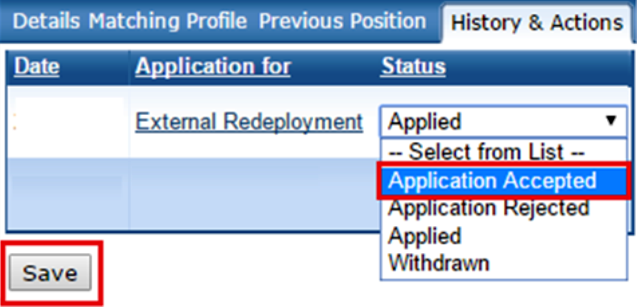 Details Matching Profile Previous Position History & Actions
Date Application for Status
External Redeployment Applied
-- Select from List --
Application Accepted
Application Rejected
Applied
Withdrawn
Save